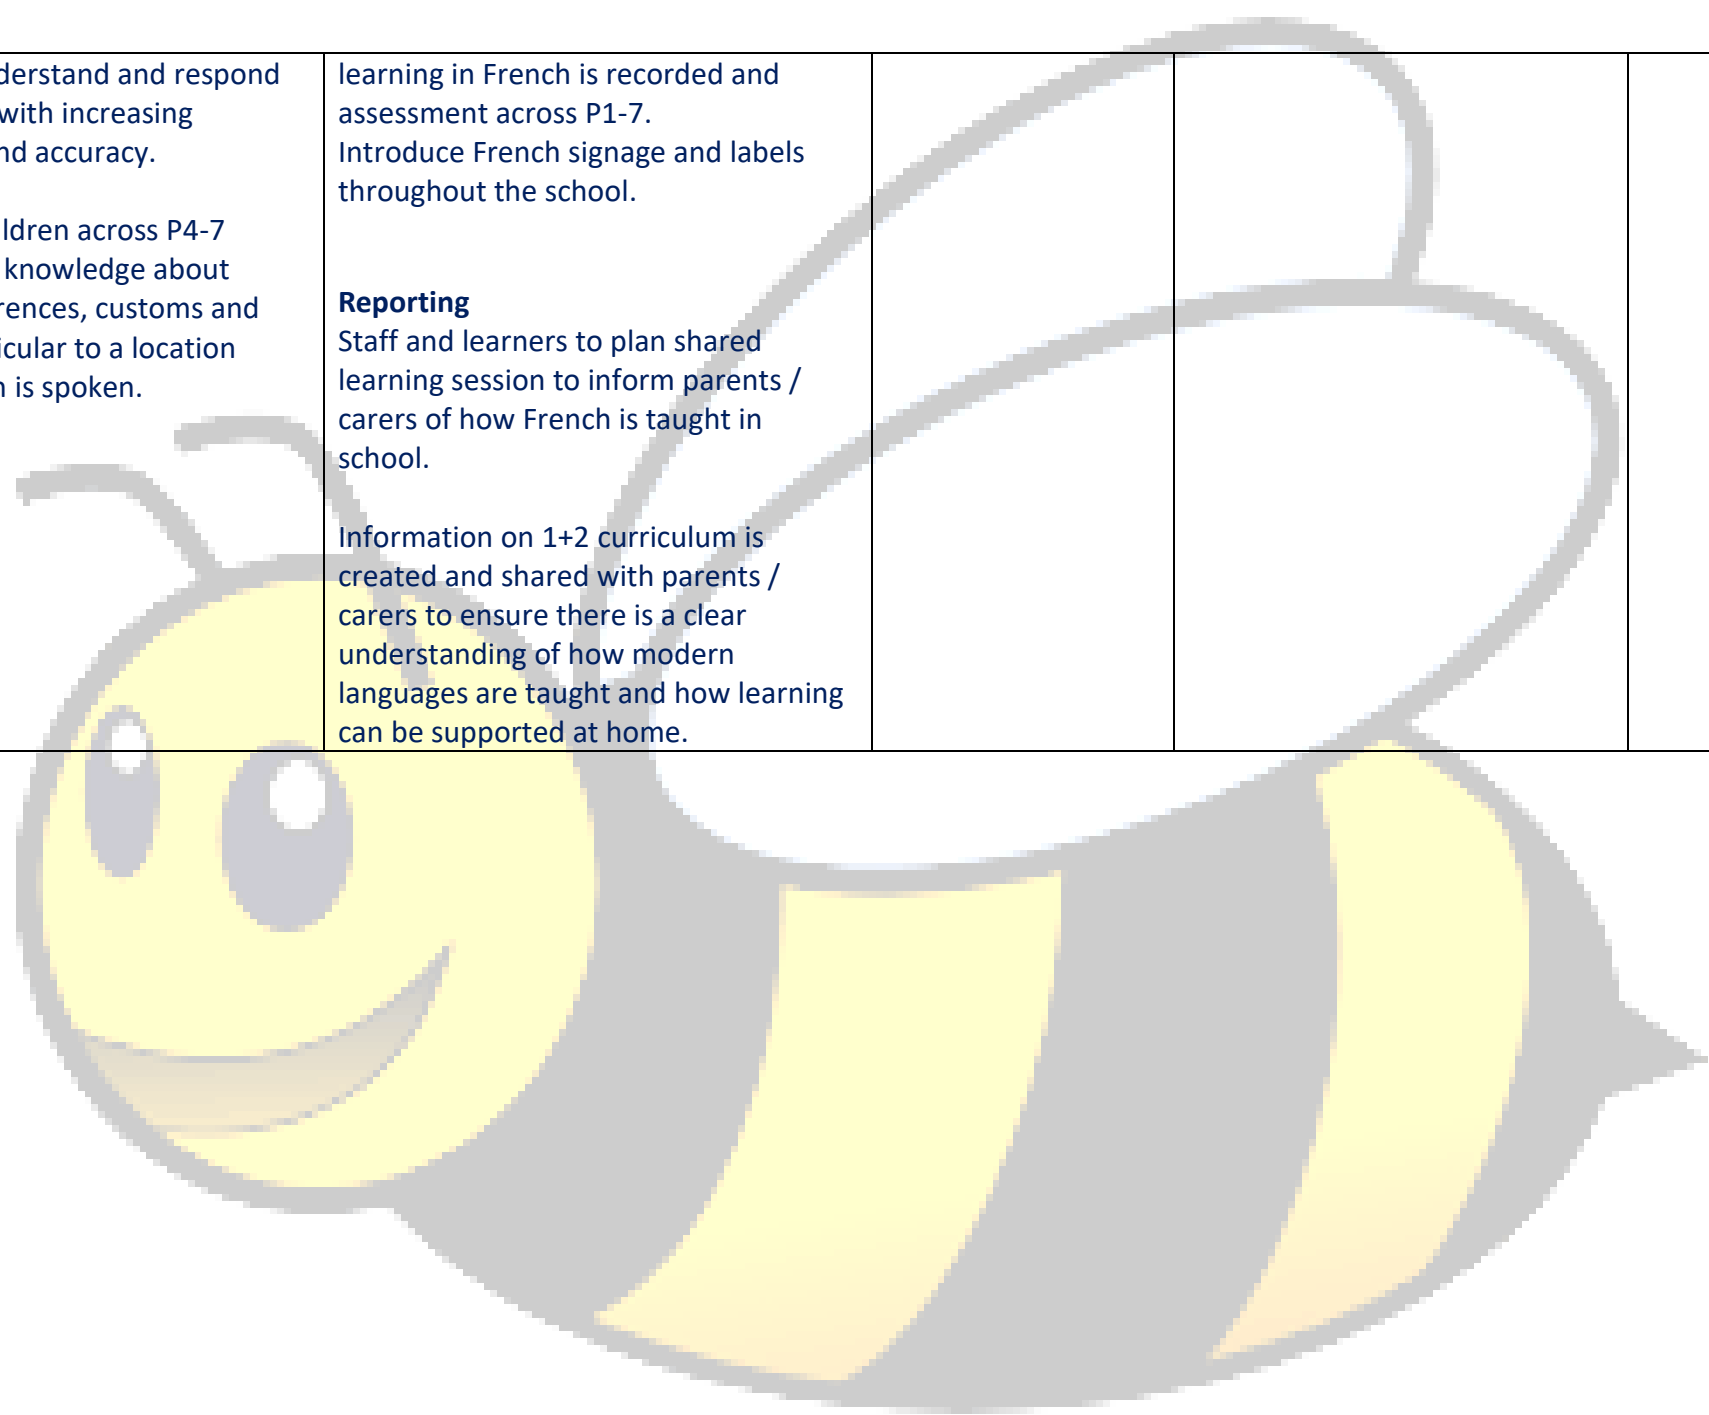 derstand and respond
with increasing
nd accuracy.
ldren across P4-7
knowledge about
rences, customs and
icular to a location
n is spoken.
learning in French is recorded and
assessment across P1-7.
Introduce French signage and labels
throughout the school.
Reporting
Staff and learners to plan shared
learning session to inform parents /
carers of how French is taught in
school.
Information on 1+2 curriculum is
created and shared with parents /
carers to ensure there is a clear
understanding of how modern
languages are taught and how learning
can be supported at home.